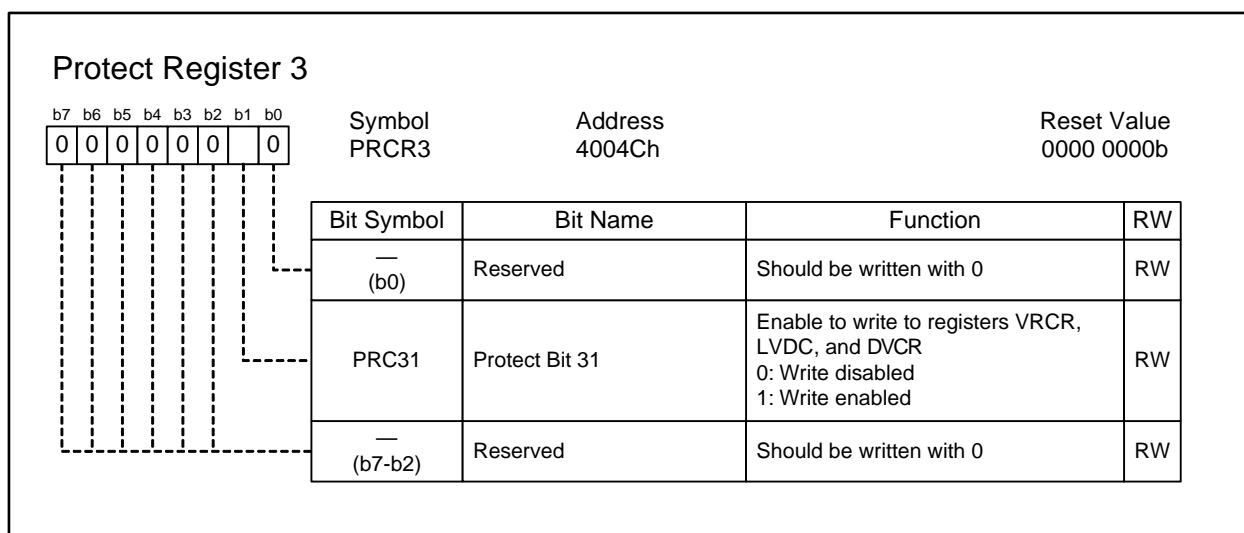 Protect Register 3
b7 b6 b5 b4 b3 b2 b1 b0
0 0 0 0 0 0 0
Symbol Address Reset Value
PRCR3 4004Ch 0000 0000b
Bit Symbol Bit Name Function RW
—
(b0) Reserved Should be written with 0 RW
PRC31 Protect Bit 31 Enable to write to registers VRCR,
LVDC, and DVCR
0: Write disabled
1: Write enabled RW
—
(b7-b2) Reserved Should be written with 0 RW